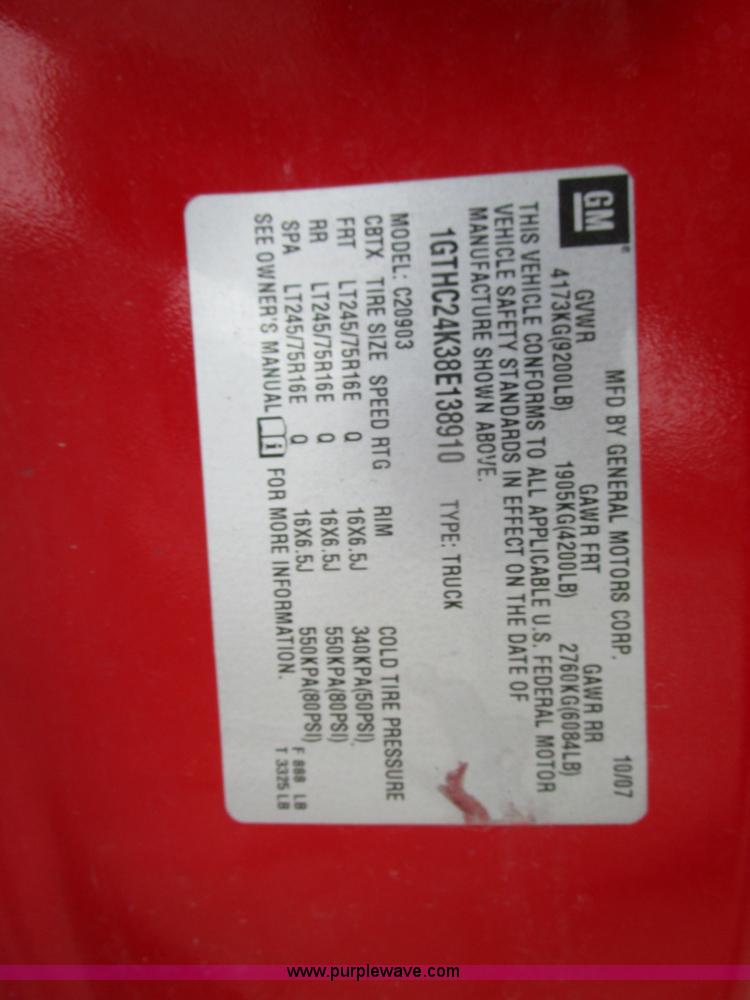 GM
MFD BY GENERAL MOTORS CORP. 10/07
GVWR GAWR FRT GAWR RR
4173KG(9200LB) 1905KG(4200LB) 2760KG(6084LB)
THIS VEHICLE CONFORMS TO ALL APPLICABLE U.S. FEDERAL MOTOR
VEHICLE SAFETY STANDARDS IN EFFECT ON THE DATE OF
MANUFACTURE SHOWN ABOVE.
1GTHC24K38E138910 TYPE: TRUCK
MODEL: C20903
CBTX TIRE SIZE SPEED RTG RIM COLD TIRE PRESSURE
FRT LT245/75R16E Q 16X6.5J 340KPA(50PSI)
RR LT245/75R16E Q 16X6.5J 550KPA(80PSI)
SPA LT245/75R16E Q 16X6.5J 550KPA(80PSI)
SEE OWNER'S MANUAL i FOR MORE INFORMATION.
F 888 LB
T 3325 LB
www.purplewave.com